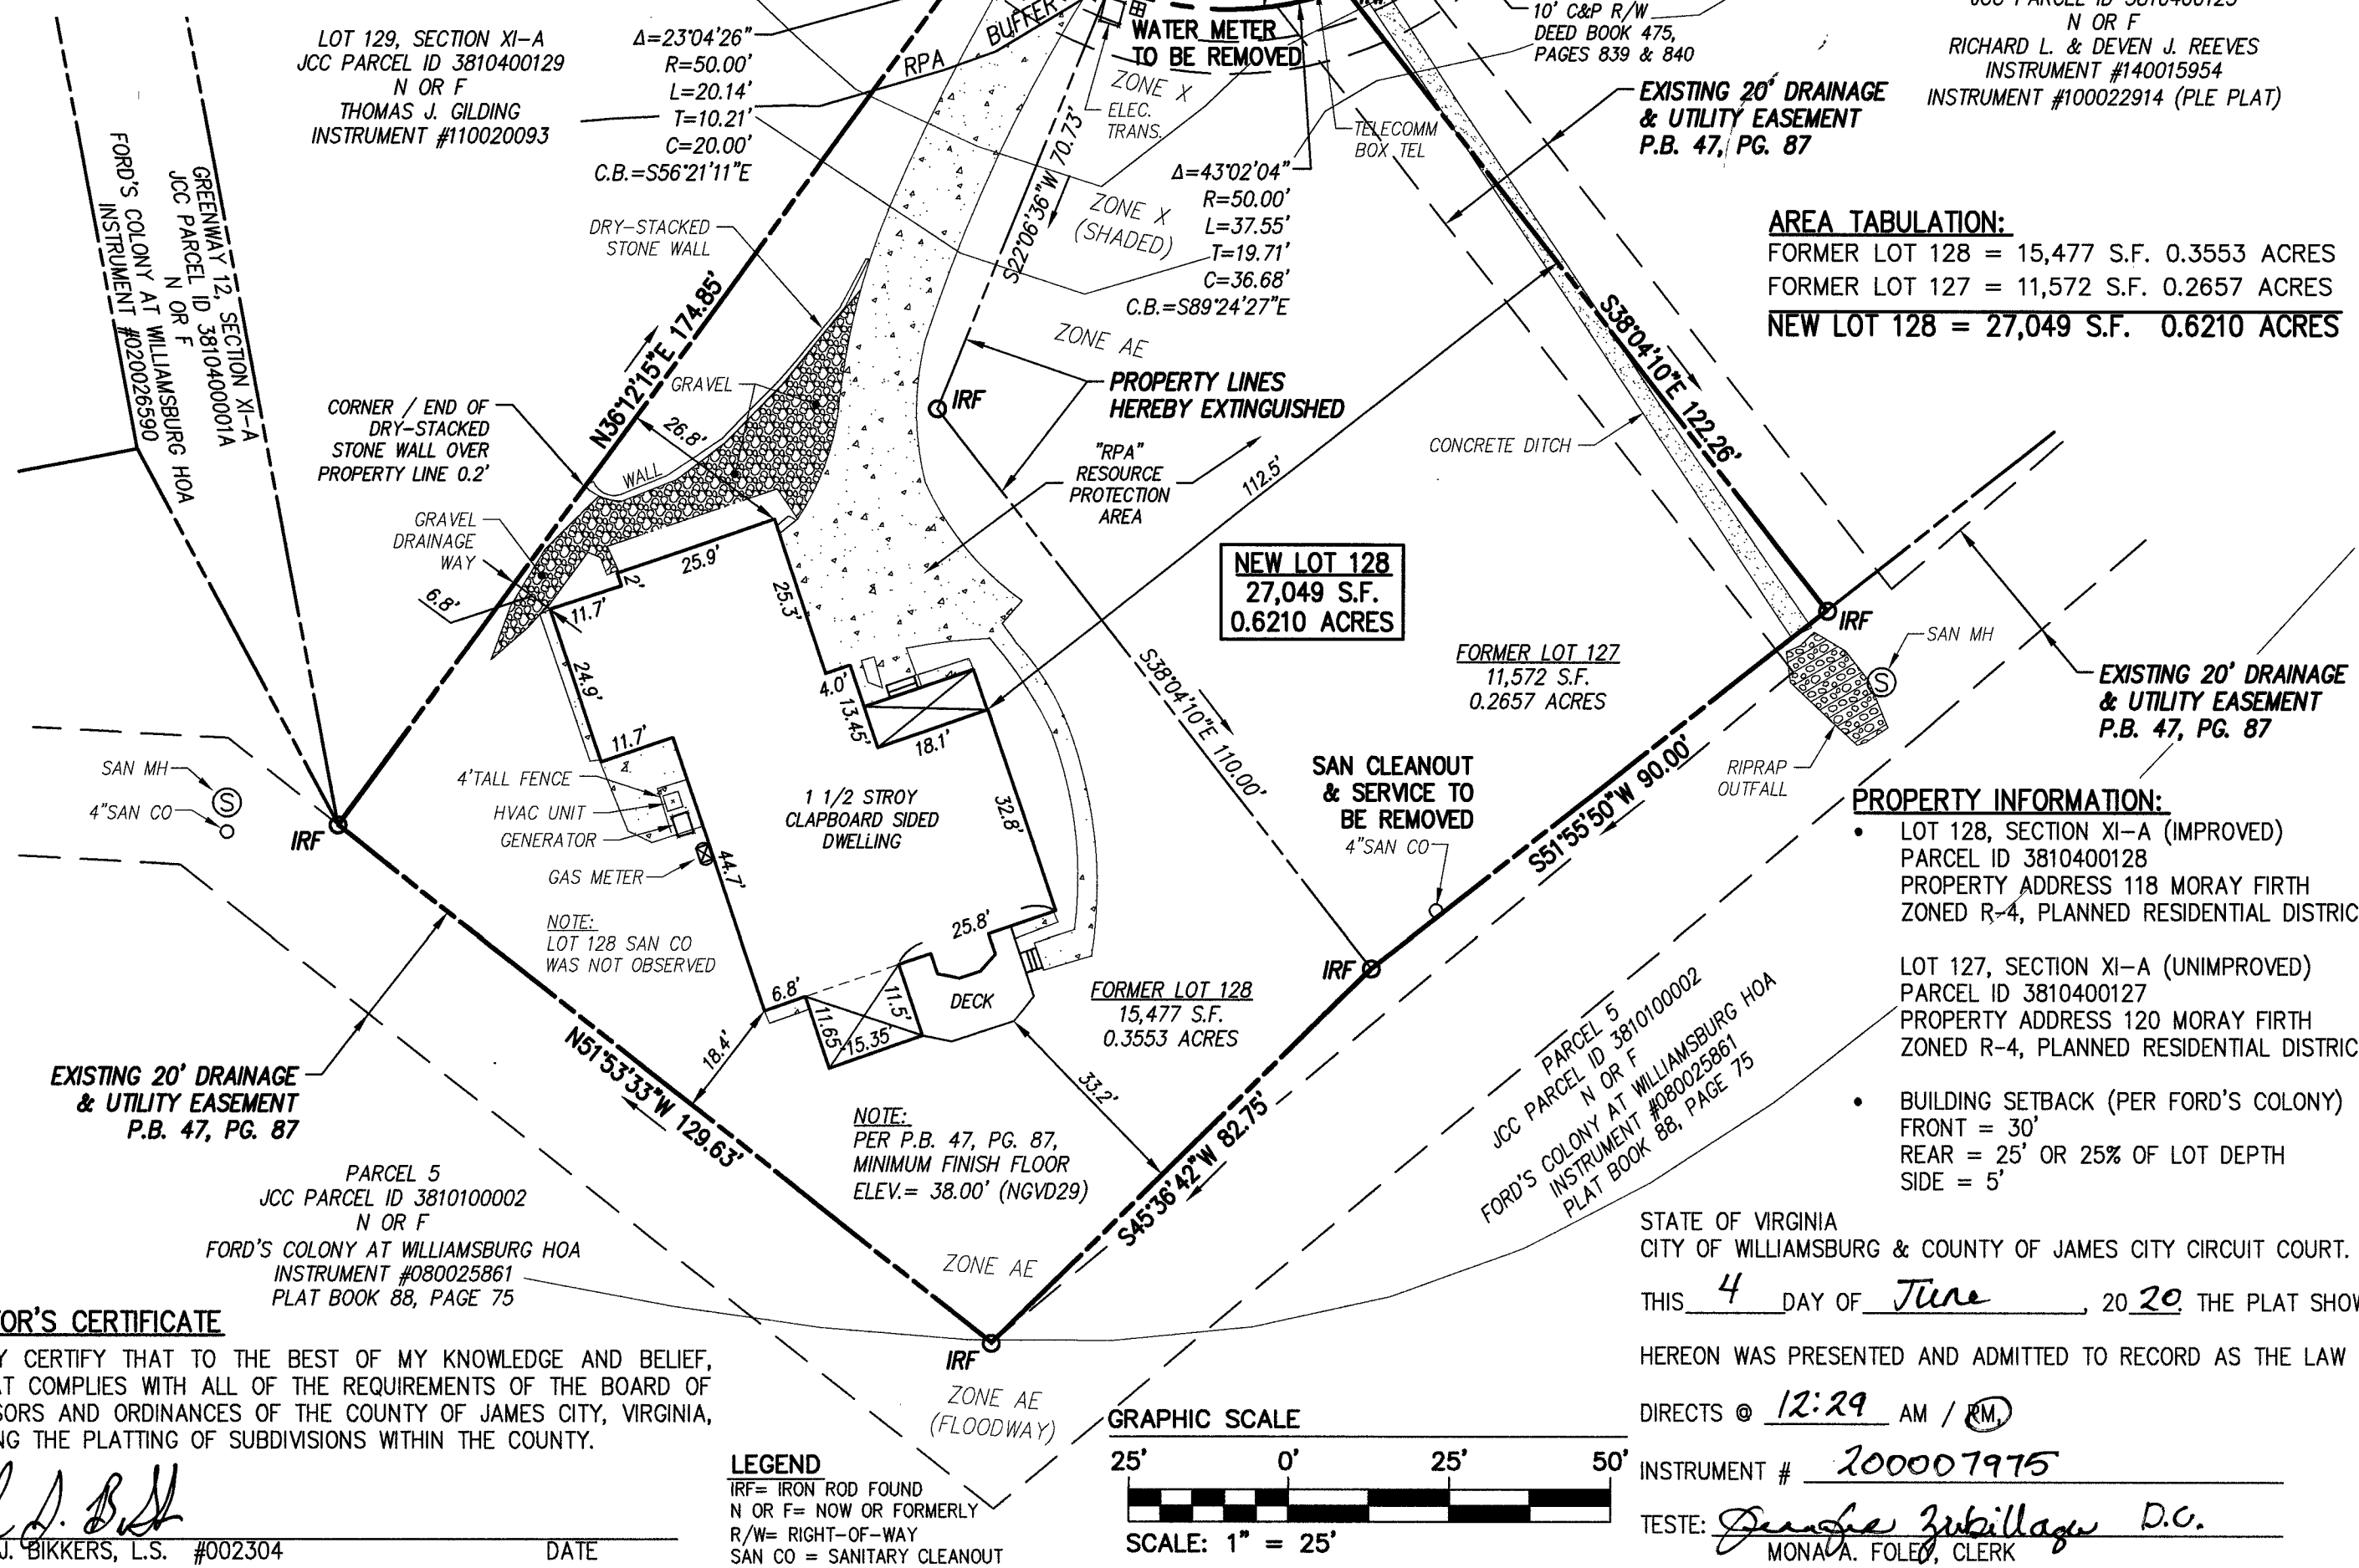 LOT 129, SECTION XI-A
JCC PARCEL ID 3810400129
N OR F
THOMAS J. GILDING
INSTRUMENT #110020093
Δ=23°04'26"
R=50.00'
L=20.14'
T=10.21'
C=20.00'
C.B.=S56°21'11"E
RPA BUFFER
WATER METER
TO BE REMOVED
ZONE X
ELEC.
TRANS.
TELECOMM
BOX TEL
10' C&P R/W
DEED BOOK 475,
PAGES 839 & 840
JCC PARCEL ID 3810400125
N OR F
RICHARD L. & DEVEN J. REEVES
INSTRUMENT #140015954
INSTRUMENT #100022914 (PLE PLAT)
EXISTING 20' DRAINAGE
& UTILITY EASEMENT
P.B. 47, PG. 87
GREENWAY 12, SECTION XI-A
JCC PARCEL ID 3810400001A
N OR F
FORD'S COLONY AT WILLIAMSBURG HOA
INSTRUMENT #020026590
Δ=43°02'04"
R=50.00'
L=37.55'
T=19.71'
C=36.68'
C.B.=S89°24'27"E
S22°06'36"W 70.73'
ZONE X
(SHADED)
DRY-STACKED
STONE WALL
AREA TABULATION:
FORMER LOT 128 = 15,477 S.F. 0.3553 ACRES
FORMER LOT 127 = 11,572 S.F. 0.2657 ACRES
NEW LOT 128 = 27,049 S.F. 0.6210 ACRES
N36°12'15"E 174.85'
ZONE AE
S38°04'10"E 122.26'
GRAVEL
PROPERTY LINES
HEREBY EXTINGUISHED
IRF
CORNER / END OF
DRY-STACKED
STONE WALL OVER
PROPERTY LINE 0.2'
26.8'
WALL
"RPA"
RESOURCE
PROTECTION
AREA
112.5'
CONCRETE DITCH
GRAVEL
DRAINAGE
WAY
6.8'
2'
25.9'
11.7'
25.3'
24.9'
NEW LOT 128
27,049 S.F.
0.6210 ACRES
IRF
SAN MH
S
FORMER LOT 127
11,572 S.F.
0.2657 ACRES
S38°04'10"E 110.00'
EXISTING 20' DRAINAGE
& UTILITY EASEMENT
P.B. 47, PG. 87
4.0'
13.45'
18.1'
11.7'
SAN MH
S
4"SAN CO
IRF
4'TALL FENCE
HVAC UNIT
GENERATOR
GAS METER
44.7'
1 1/2 STROY
CLAPBOARD SIDED
DWELLING
32.8'
SAN CLEANOUT
& SERVICE TO
BE REMOVED
4"SAN CO
S51°55'50"W 90.00'
RIPRAP
OUTFALL
PROPERTY INFORMATION:
• LOT 128, SECTION XI-A (IMPROVED)
PARCEL ID 3810400128
PROPERTY ADDRESS 118 MORAY FIRTH
ZONED R-4, PLANNED RESIDENTIAL DISTRIC
LOT 127, SECTION XI-A (UNIMPROVED)
PARCEL ID 3810400127
PROPERTY ADDRESS 120 MORAY FIRTH
ZONED R-4, PLANNED RESIDENTIAL DISTRIC
• BUILDING SETBACK (PER FORD'S COLONY)
FRONT = 30'
REAR = 25' OR 25% OF LOT DEPTH
SIDE = 5'
NOTE:
LOT 128 SAN CO
WAS NOT OBSERVED
25.8'
IRF
6.8'
11.65'
11.5'
15.35'
DECK
FORMER LOT 128
15,477 S.F.
0.3553 ACRES
18.4'
33.2'
N51°53'33"W 129.63'
S45°36'42"W 82.75'
EXISTING 20' DRAINAGE
& UTILITY EASEMENT
P.B. 47, PG. 87
NOTE:
PER P.B. 47, PG. 87,
MINIMUM FINISH FLOOR
ELEV.= 38.00' (NGVD29)
PARCEL 5
JCC PARCEL ID 3810100002
N OR F
FORD'S COLONY AT WILLIAMSBURG HOA
INSTRUMENT #080025861
PLAT BOOK 88, PAGE 75
PARCEL 5
JCC PARCEL ID 3810100002
N OR F
FORD'S COLONY AT WILLIAMSBURG HOA
INSTRUMENT #080025861
PLAT BOOK 88, PAGE 75
ZONE AE
IRF
ZONE AE
(FLOODWAY)
STATE OF VIRGINIA
CITY OF WILLIAMSBURG & COUNTY OF JAMES CITY CIRCUIT COURT.
THIS 4 DAY OF June, 20 20. THE PLAT SHOW
HEREON WAS PRESENTED AND ADMITTED TO RECORD AS THE LAW
DIRECTS @ 12:29 AM / PM.
INSTRUMENT # 200007975
TESTE: Jennifer Zubillaga D.C.
MONA A. FOLEY, CLERK
TOR'S CERTIFICATE
Y CERTIFY THAT TO THE BEST OF MY KNOWLEDGE AND BELIEF,
AT COMPLIES WITH ALL OF THE REQUIREMENTS OF THE BOARD OF
SORS AND ORDINANCES OF THE COUNTY OF JAMES CITY, VIRGINIA,
NG THE PLATTING OF SUBDIVISIONS WITHIN THE COUNTY.
J. BIKKERS, L.S. #002304 DATE
LEGEND
IRF= IRON ROD FOUND
N OR F= NOW OR FORMERLY
R/W= RIGHT-OF-WAY
SAN CO = SANITARY CLEANOUT
GRAPHIC SCALE
25' 0' 25' 50'
SCALE: 1" = 25'